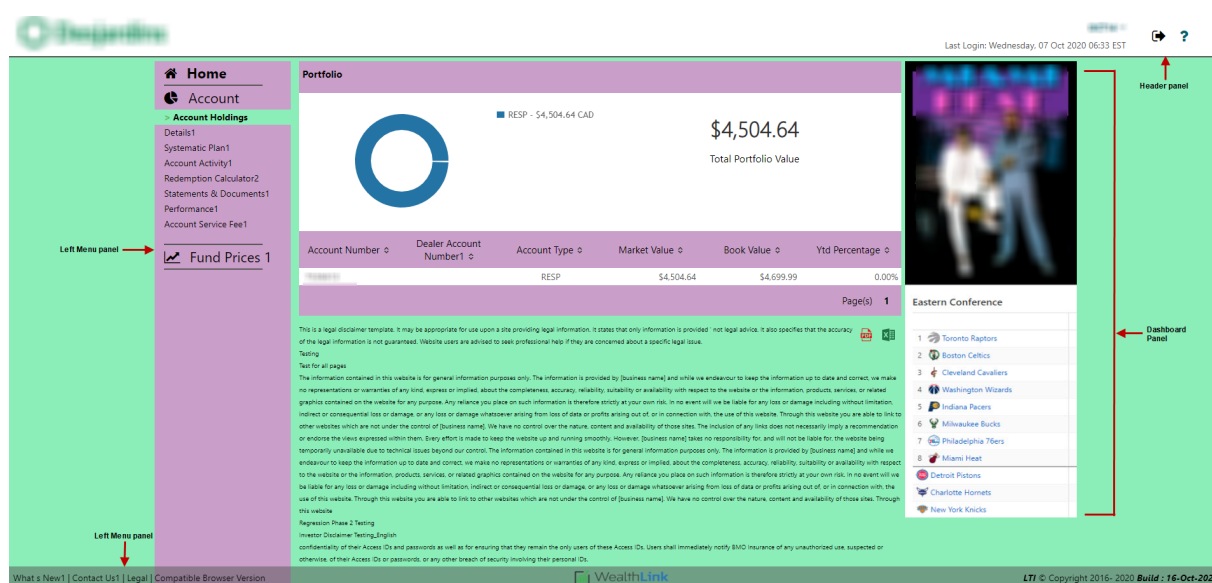 Last Login: Wednesday, 07 Oct 2020 06:33 EST
?
Header panel
Home
Account
> Account Holdings
Details1
Systematic Plan1
Account Activity1
Redemption Calculator2
Statements & Documents1
Performance1
Account Service Fee1
Fund Prices 1
Left Menu panel
Portfolio
RESP - $4,504.64 CAD
$4,504.64
Total Portfolio Value
Account Number Dealer Account Number1 Account Type Market Value Book Value Ytd Percentage
RESP $4,504.64 $4,699.99 0.00%
Page(s) 1
This is a legal disclaimer template. It may be appropriate for use upon a site providing legal information. It states that only information is provided ' not legal advice. It also specifies that the accuracy
of the legal information is not guaranteed. Website users are advised to seek professional help if they are concerned about a specific legal issue.
Testing
Test for all pages
The information contained in this website is for general information purposes only. The information is provided by [business name] and while we endeavour to keep the information up to date and correct, we make
no representations or warranties of any kind, express or implied, about the completeness, accuracy, reliability, suitability or availability with respect to the website or the information, products, services, or related
graphics contained on the website for any purpose. Any reliance you place on such information is therefore strictly at your own risk. In no event will we be liable for any loss or damage including without limitation,
indirect or consequential loss or damage, or any loss or damage whatsoever arising from loss of data or profits arising out of, or in connection with, the use of this website. Through this website you are able to link to
other websites which are not under the control of [business name]. We have no control over the nature, content and availability of those sites. The inclusion of any links does not necessarily imply a recommendation
or endorse the views expressed within them. Every effort is made to keep the website up and running smoothly. However, [business name] takes no responsibility for, and will not be liable for, the website being
temporarily unavailable due to technical issues beyond our control. The information contained in this website is for general information purposes only. The information is provided by [business name] and while we
endeavour to keep the information up to date and correct, we make no representations or warranties of any kind, express or implied, about the completeness, accuracy, reliability, suitability or availability with respect
to the website or the information, products, services, or related graphics contained on the website for any purpose. Any reliance you place on such information is therefore strictly at your own risk. In no event will we
be liable for any loss or damage including without limitation, indirect or consequential loss or damage, or any loss or damage whatsoever arising from loss of data or profits arising out of, or in connection with, the
use of this website. Through this website you are able to link to other websites which are not under the control of [business name]. We have no control over the nature, content and availability of those sites. Through
this website
Regression Phase 2 Testing
Investor Disclaimer Testing_English
confidentiality of their Access IDs and passwords as well as for ensuring that they remain the only users of these Access IDs. Users shall immediately notify BMO Insurance of any unauthorized use, suspected or
otherwise, of their Access IDs or passwords, or any other breach of security involving their personal IDs.
PDF
Eastern Conference
1 Toronto Raptors
2 Boston Celtics
3 Cleveland Cavaliers
4 Washington Wizards
5 Indiana Pacers
6 Milwaukee Bucks
7 Philadelphia 76ers
8 Miami Heat
Detroit Pistons
Charlotte Hornets
New York Knicks
Dashboard
Panel
Left Menu panel
What s New1 | Contact Us1 | Legal | Compatible Browser Version
WealthLink
LTI © Copyright 2016- 2020 Build : 16-Oct-202